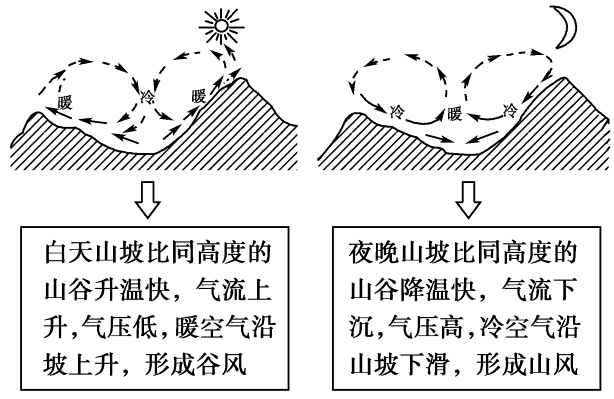 暖 冷 暖
冷 暖 冷
白天山坡比同高度的
山谷升温快，气流上
升，气压低，暖空气沿
坡上升，形成谷风
夜晚山坡比同高度的
山谷降温快，气流下
沉，气压高，冷空气沿
山坡下滑，形成山风